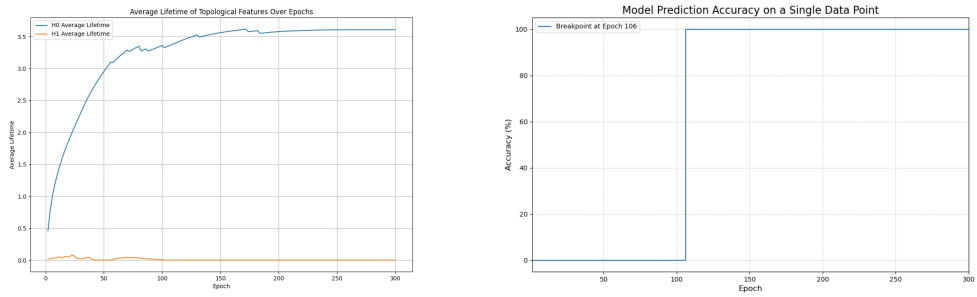 Average Lifetime of Topological Features Over Epochs
H0 Average Lifetime
H1 Average Lifetime
Average Lifetime
3.5
3.0
2.5
2.0
1.5
1.0
0.5
0.0
0 50 100 150 200 250 300
Epoch
Model Prediction Accuracy on a Single Data Point
Breakpoint at Epoch 106
Accuracy (%)
100
80
60
40
20
0
50 100 150 200 250 300
Epoch